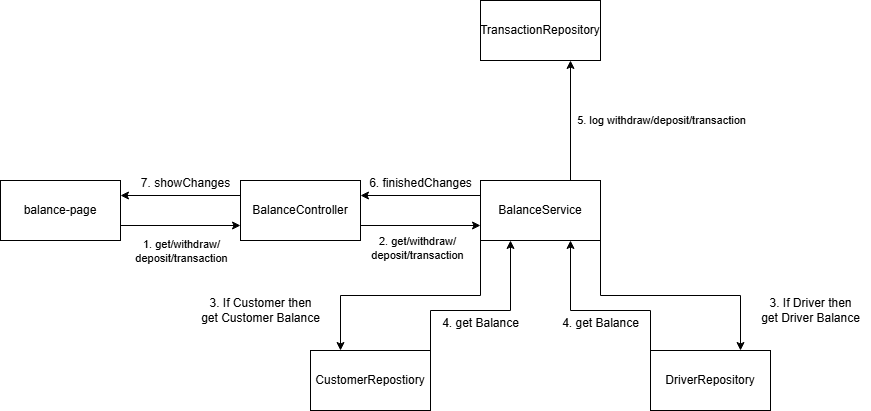 TransactionRepository
5. log withdraw/deposit/transaction
7. showChanges
6. finishedChanges
balance-page
BalanceController
BalanceService
1. get/withdraw/
deposit/transaction
2. get/withdraw/
deposit/transaction
3. If Customer then
get Customer Balance
3. If Driver then
get Driver Balance
4. get Balance
4. get Balance
CustomerRepostiory
DriverRepository